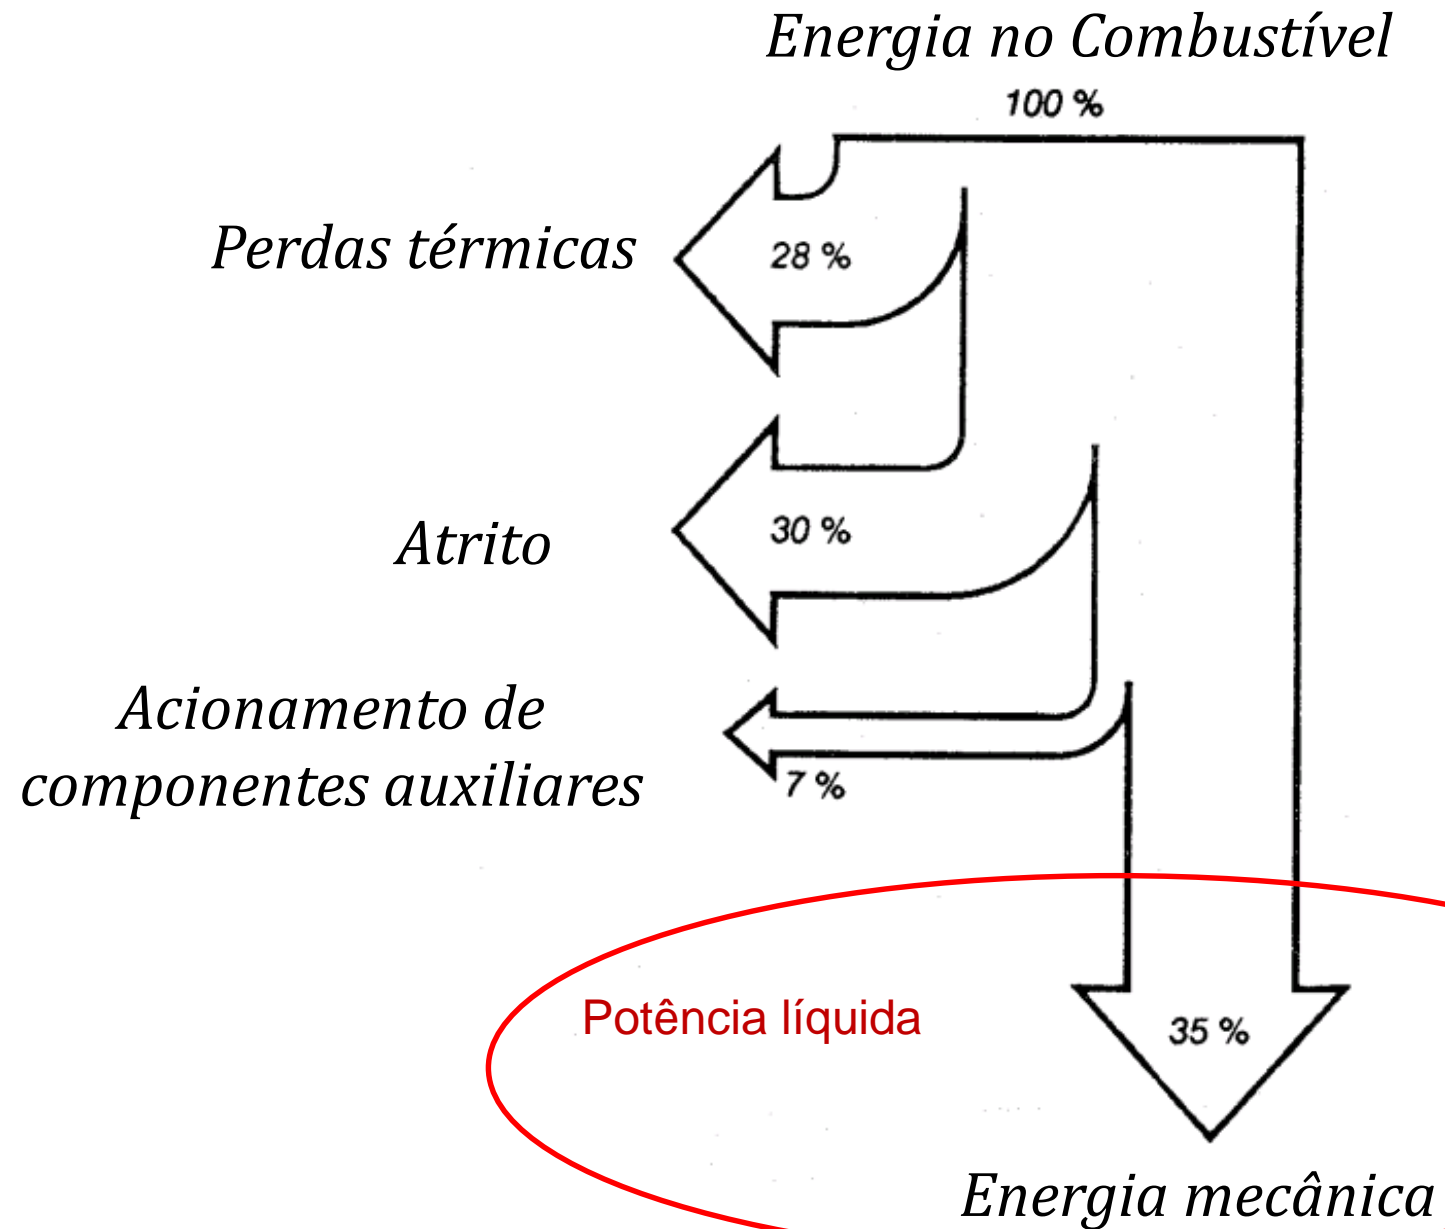 Energia no Combustível
100 %
Perdas térmicas
28 %
Atrito
30 %
Acionamento de
componentes auxiliares
7 %
Potência líquida
35 %
Energia mecânica